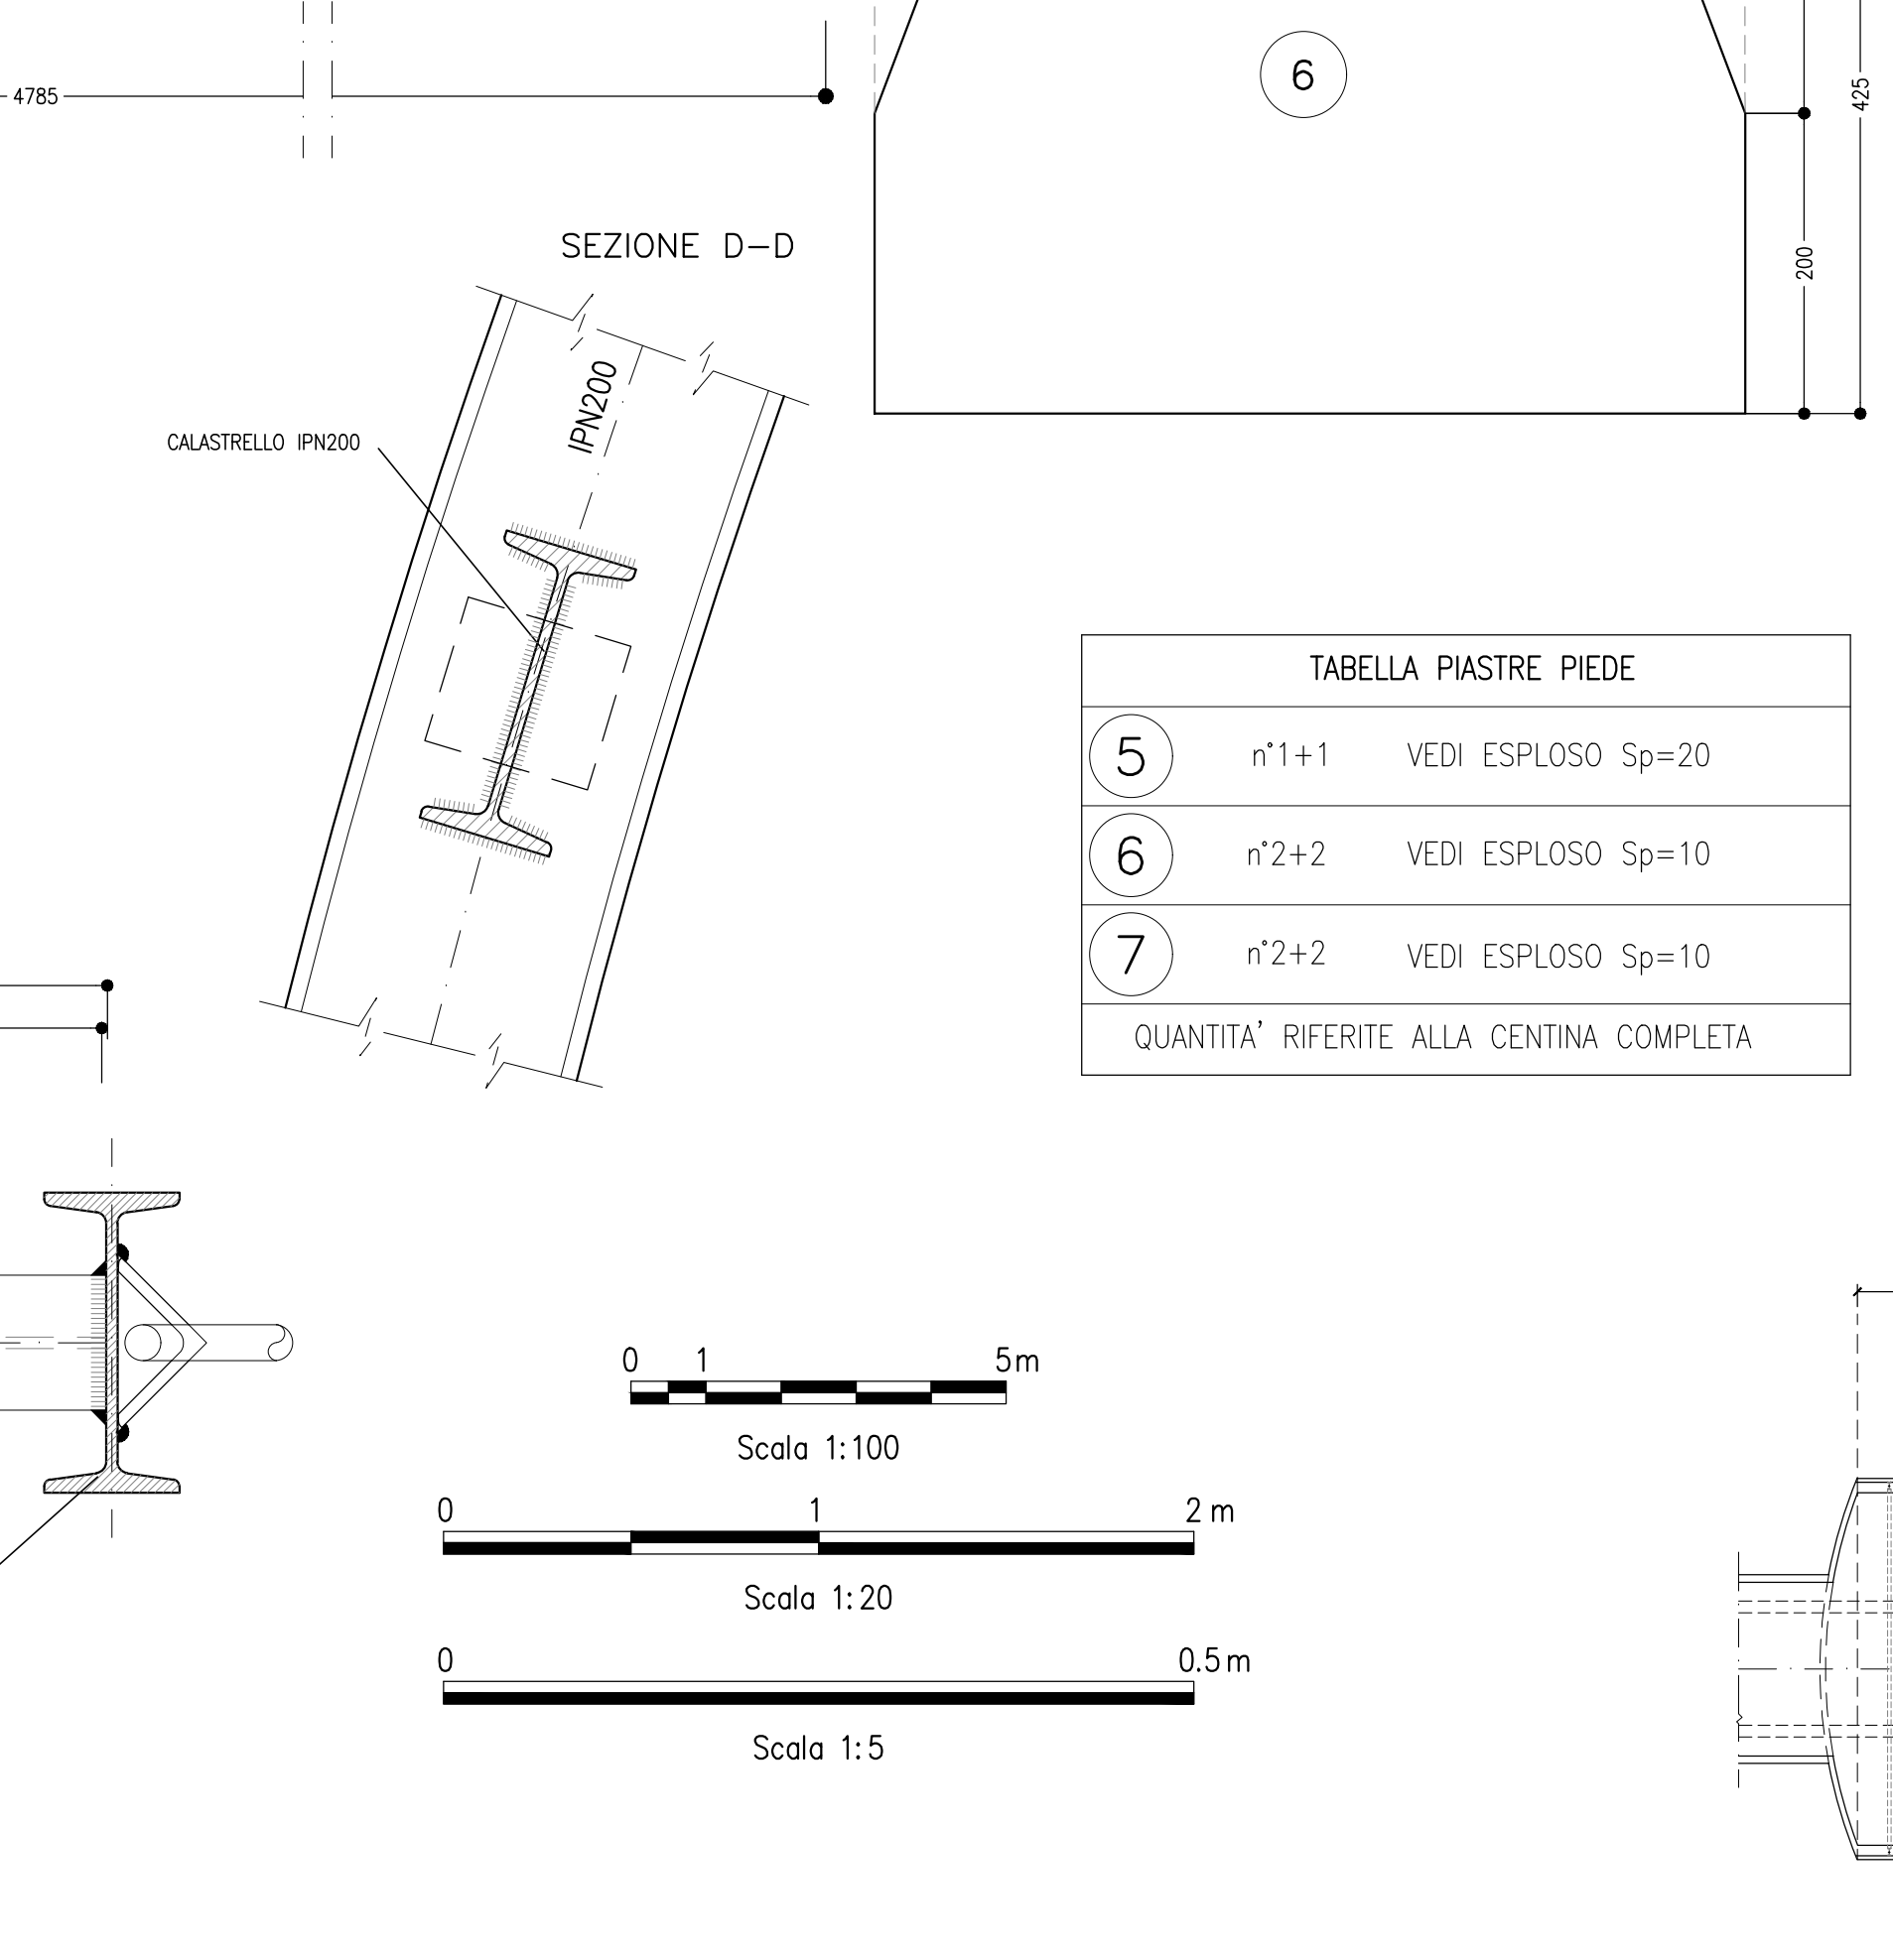 6
4785
425
200
SEZIONE D-D
IPN200
CALASTRELLO IPN200
TABELLA PIASTRE PIEDE
5 n°1+1 VEDI ESPLOSO Sp=20
6 n°2+2 VEDI ESPLOSO Sp=10
7 n°2+2 VEDI ESPLOSO Sp=10
QUANTITA' RIFERITE ALLA CENTINA COMPLETA
0 1 5m
Scala 1:100
0 1 2 m
Scala 1:20
0 0.5m
Scala 1:5